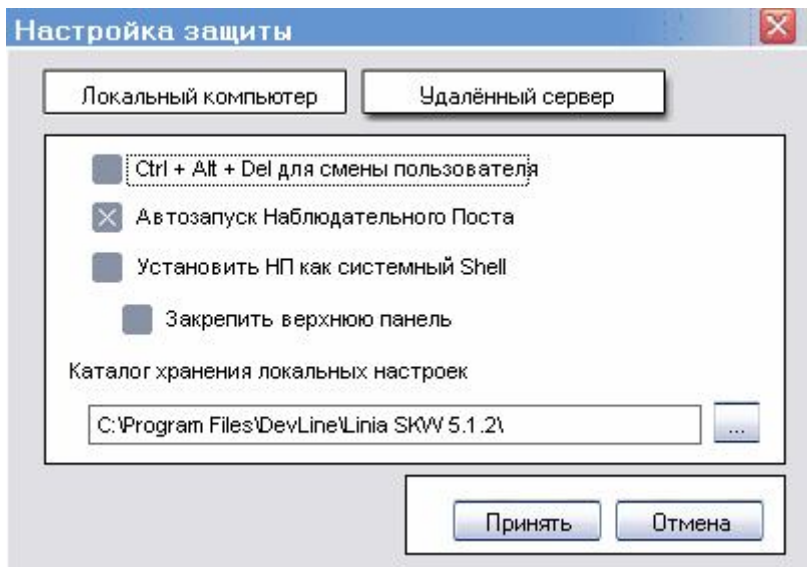 Настройка защиты
Локальный компьютер
Удалённый сервер
Ctrl + Alt + Del для смены пользователя
Автозапуск Наблюдательного Поста
Установить НП как системный Shell
Закрепить верхнюю панель
Каталог хранения локальных настроек
C:\Program Files\DevLine\Linia SKW 5.1.2\
...
Принять
Отмена